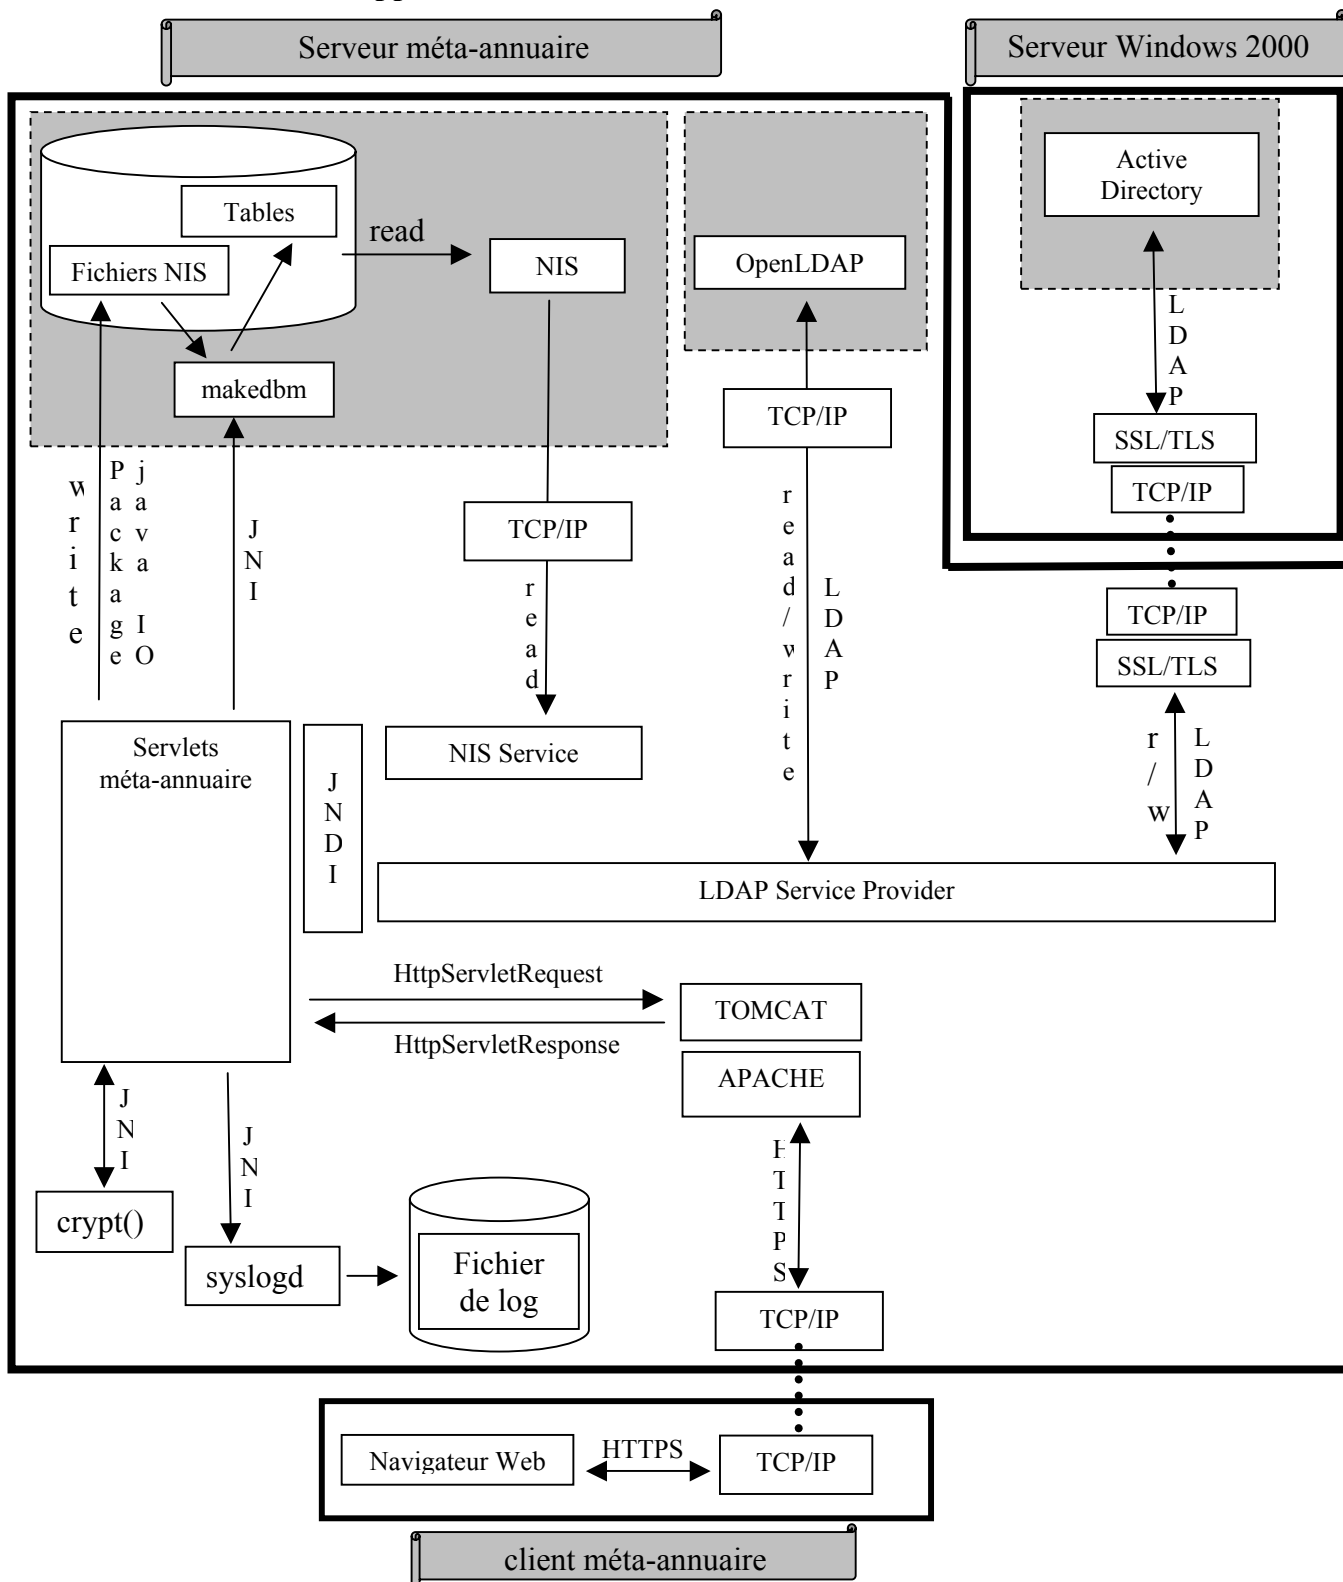 Serveur méta-annuaire
Serveur Windows 2000
Active
Directory
Tables
read
Fichiers NIS
NIS
OpenLDAP
LDAP
makedbm
TCP/IP
SSL/TLS
TCP/IP
write
Package
java IO
JNI
TCP/IP
read
read/write
LDAP
TCP/IP
SSL/TLS
Servlets
méta-annuaire
JNDI
NIS Service
r/w
LDAP
LDAP Service Provider
HttpServletRequest
TOMCAT
HttpServletResponse
APACHE
JNI
JNI
HTTPS
crypt()
syslogd
Fichier
de log
TCP/IP
Navigateur Web
HTTPS
TCP/IP
client méta-annuaire